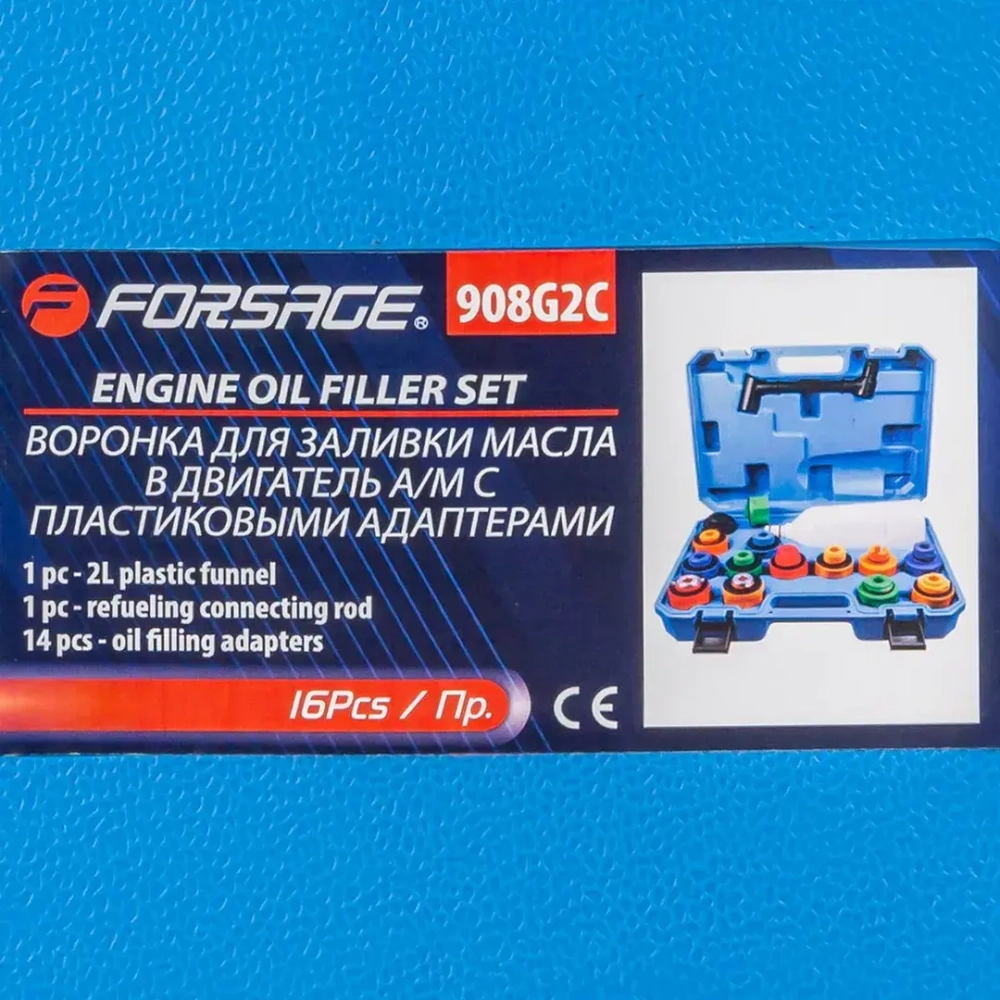 FORSAGE® 908G2C
ENGINE OIL FILLER SET
ВОРОНКА ДЛЯ ЗАЛИВКИ МАСЛА
В ДВИГАТЕЛЬ А/М С
ПЛАСТИКОВЫМИ АДАПТЕРАМИ
1 pc - 2L plastic funnel
1 pc - refueling connecting rod
14 pcs - oil filling adapters
16Pcs / Пр.
CE